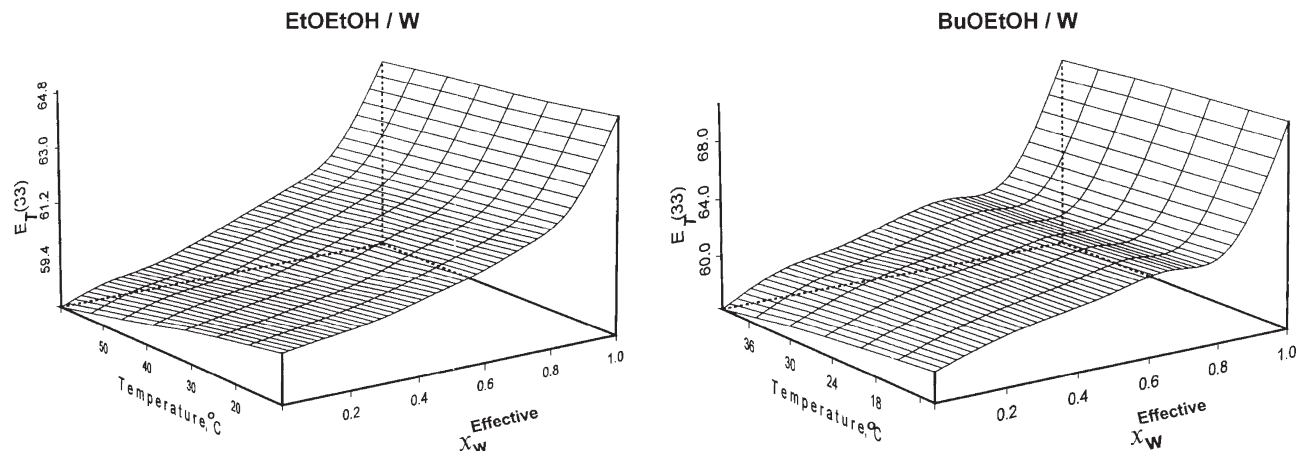 EtOEtOH / W
64.8
63.0
61.2
59.4
E_T(33)
50
40
30
20
Temperature,°C
0.2
0.4
0.6
0.8
1.0
Effective
x_W
BuOEtOH / W
68.0
64.0
60.0
E_T(33)
36
30
24
18
Temperature,°C
0.2
0.4
0.6
0.8
1.0
Effective
x_W